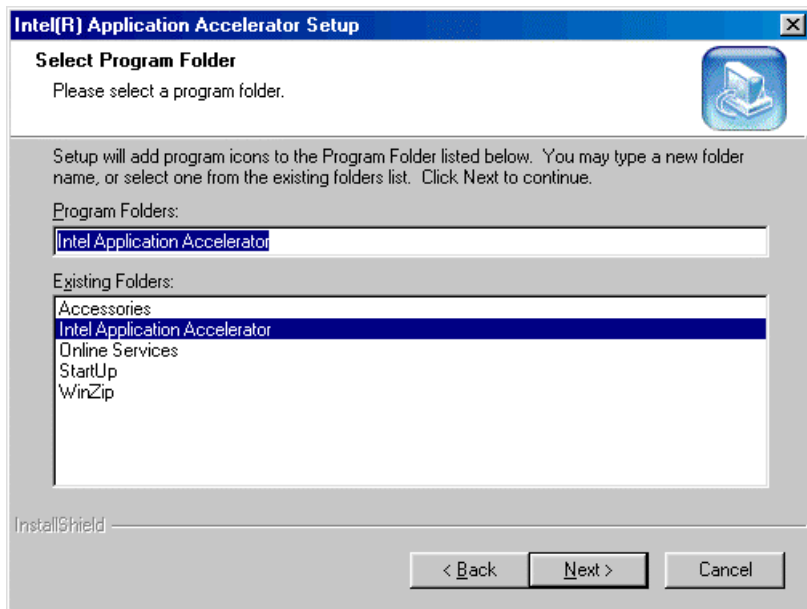 Intel(R) Application Accelerator Setup
Select Program Folder
Please select a program folder.
Setup will add program icons to the Program Folder listed below.  You may type a new folder
name, or select one from the existing folders list.  Click Next to continue.
Program Folders:
Intel Application Accelerator
Existing Folders:
Accessories
Intel Application Accelerator
Online Services
StartUp
WinZip
InstallShield
< Back
Next >
Cancel